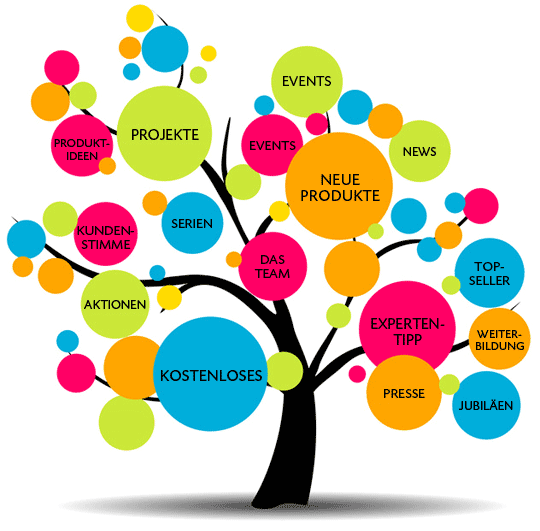 EVENTS
PROJEKTE
PRODUKT-
IDEEN
EVENTS
NEWS
NEUE
PRODUKTE
SERIEN
KUNDEN-
STIMME
DAS
TEAM
TOP-
SELLER
AKTIONEN
EXPERTEN-
TIPP
WEITER-
BILDUNG
KOSTENLOSES
PRESSE
JUBILÄEN